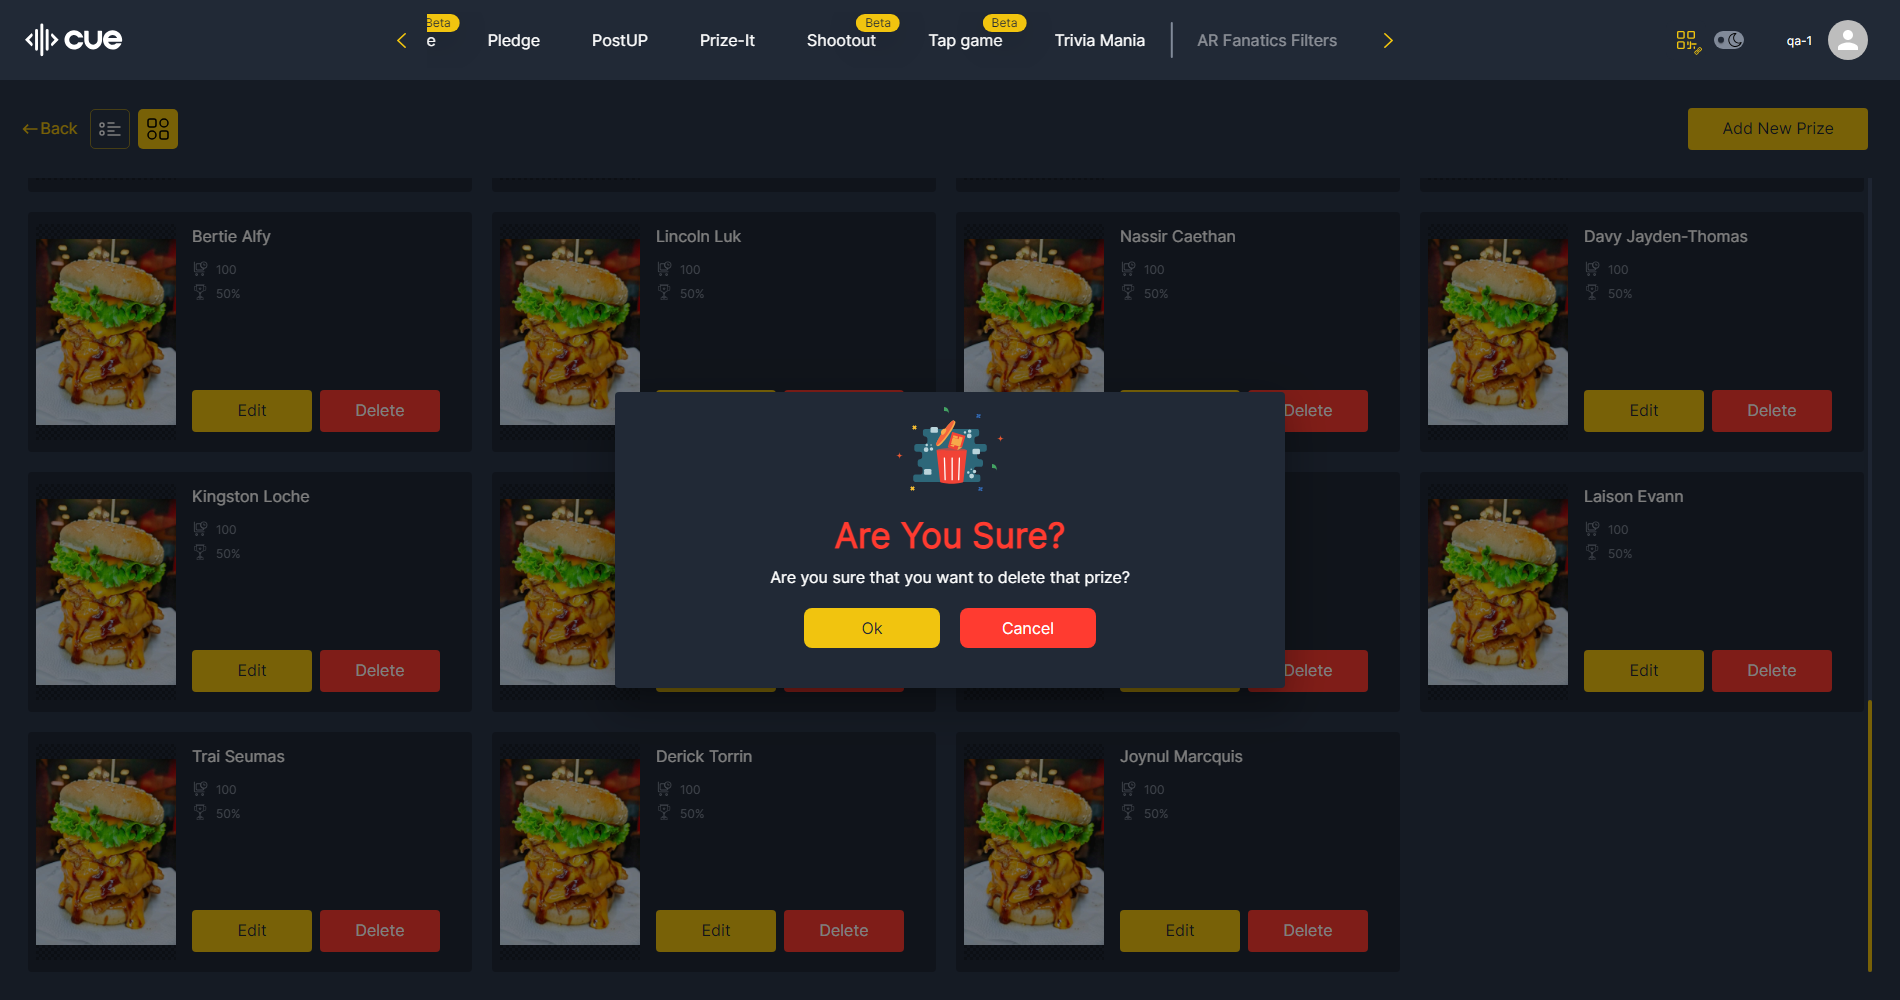 cue
e
Beta
Pledge
PostUP
Prize-It
Shootout
Beta
Tap game
Beta
Trivia Mania
AR Fanatics Filters
qa-1
Back
Add New Prize
Bertie Alfy
100
50%
Edit
Delete
Lincoln Luk
100
50%
Nassir Caethan
100
50%
Delete
Davy Jayden-Thomas
100
50%
Edit
Delete
Kingston Loche
100
50%
Edit
Delete
Are You Sure?
Are you sure that you want to delete that prize?
Ok
Cancel
Delete
Laison Evann
100
50%
Edit
Delete
Trai Seumas
100
50%
Edit
Delete
Derick Torrin
100
50%
Edit
Delete
Joynul Marcquis
100
50%
Edit
Delete